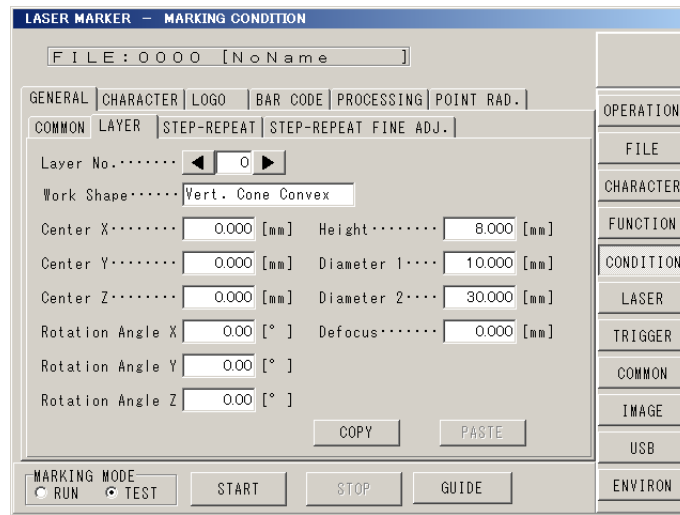 LASER MARKER － MARKING CONDITION
FILE:0000 [NoName ]
GENERAL CHARACTER LOGO BAR CODE PROCESSING POINT RAD.
COMMON LAYER STEP-REPEAT STEP-REPEAT FINE ADJ.
Layer No.······· 0
Work Shape······ Vert. Cone Convex
Center X········ 0.000 [mm] Height········ 8.000 [mm]
Center Y········ 0.000 [mm] Diameter 1···· 10.000 [mm]
Center Z········ 0.000 [mm] Diameter 2···· 30.000 [mm]
Rotation Angle X 0.00 [° ] Defocus······· 0.000 [mm]
Rotation Angle Y 0.00 [° ]
Rotation Angle Z 0.00 [° ]
COPY PASTE
MARKING MODE
RUN TEST START STOP GUIDE
OPERATION
FILE
CHARACTER
FUNCTION
CONDITION
LASER
TRIGGER
COMMON
IMAGE
USB
ENVIRON